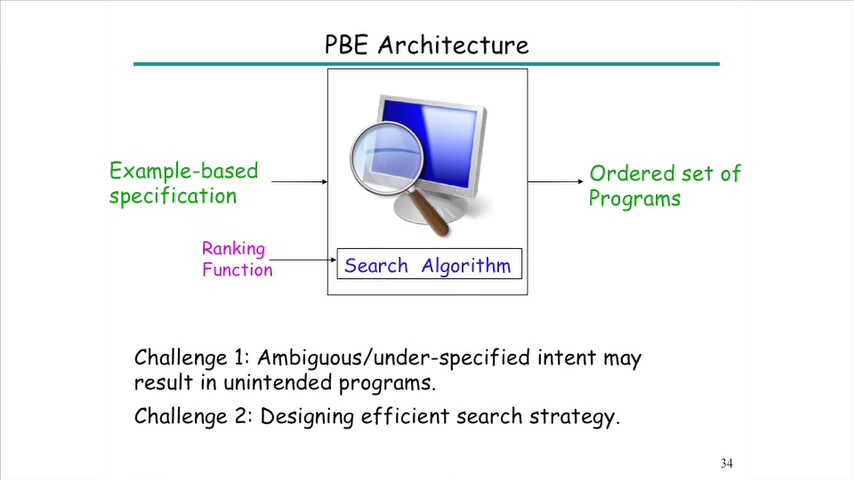 PBE Architecture
Example-based
specification
Ordered set of
Programs
Ranking
Function
Search Algorithm
Challenge 1: Ambiguous/under-specified intent may
result in unintended programs.
Challenge 2: Designing efficient search strategy.
34